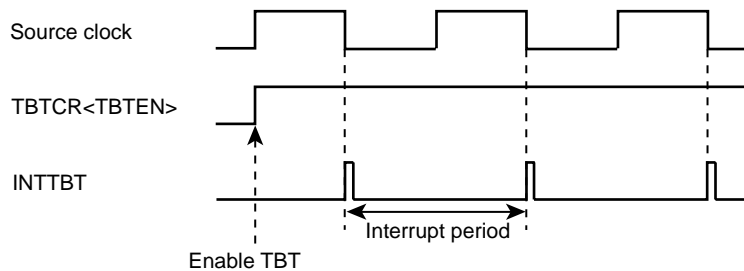 Source clock
TBTCR<TBTEN>
INTTBT
Interrupt period
Enable TBT